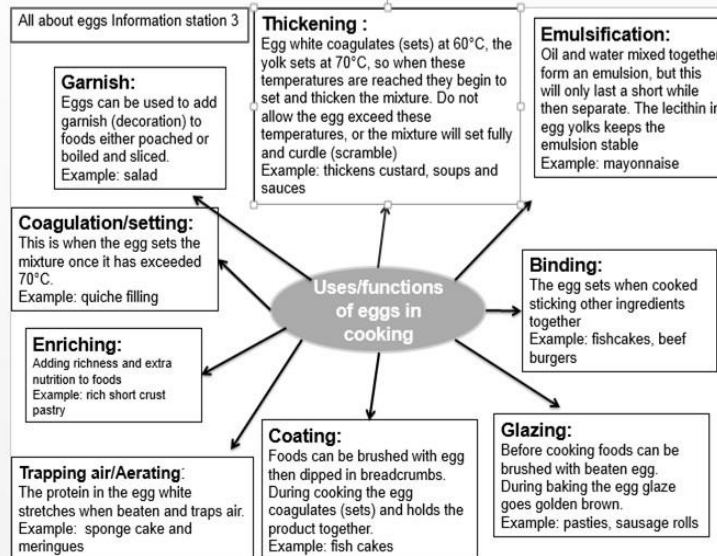 All about eggs Information station 3
Thickening :
Egg white coagulates (sets) at 60°C, the
yolk sets at 70°C, so when these
temperatures are reached they begin to
set and thicken the mixture. Do not
allow the egg exceed these
temperatures, or the mixture will set fully
and curdle (scramble)
Example: thickens custard, soups and
sauces
Emulsification:
Oil and water mixed together
form an emulsion, but this
will only last a short while
then separate. The lecithin in
egg yolks keeps the
emulsion stable
Example: mayonnaise
Garnish:
Eggs can be used to add
garnish (decoration) to
foods either poached or
boiled and sliced.
Example: salad
Coagulation/setting:
This is when the egg sets the
mixture once it has exceeded
70°C.
Example: quiche filling
Uses/functions
of eggs in
cooking
Binding:
The egg sets when cooked
sticking other ingredients
together
Example: fishcakes, beef
burgers
Enriching:
Adding richness and extra
nutrition to foods
Example: rich short crust
pastry
Trapping air/Aerating:
The protein in the egg white
stretches when beaten and traps air.
Example: sponge cake and
meringues
Coating:
Foods can be brushed with egg
then dipped in breadcrumbs.
During cooking the egg
coagulates (sets) and holds the
product together.
Example: fish cakes
Glazing:
Before cooking foods can be
brushed with beaten egg.
During baking the egg glaze
goes golden brown.
Example: pasties, sausage rolls